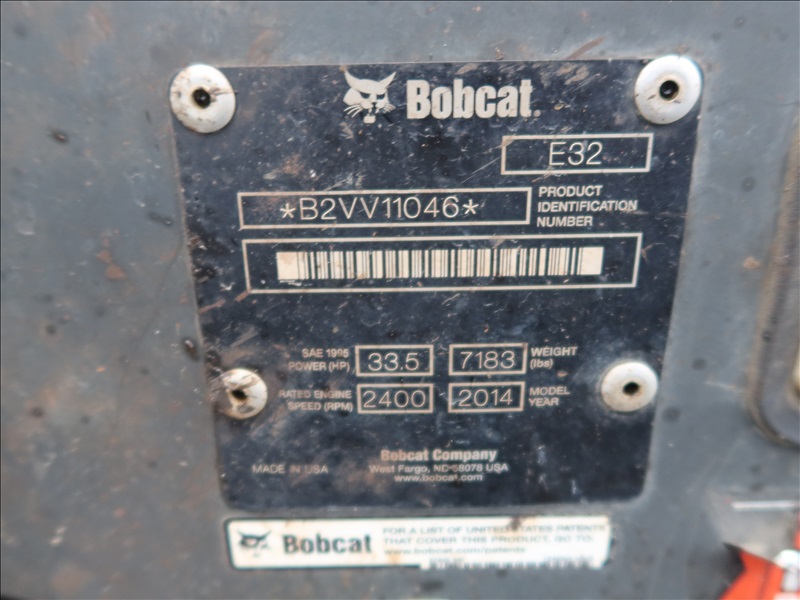 Bobcat.
E32
*B2VV11046*
PRODUCT
IDENTIFICATION
NUMBER
SAE 1995
POWER (HP)
33.5
7183
WEIGHT
(lbs)
RATED ENGINE
SPEED (RPM)
2400
2014
MODEL
YEAR
Bobcat Company
MADE IN USA
West Fargo, ND 58078 USA
www.bobcat.com
Bobcat
FOR A LIST OF UNITED STATES PATENTS
THAT COVER THIS PRODUCT, GO TO:
www.bobcat.com/patents